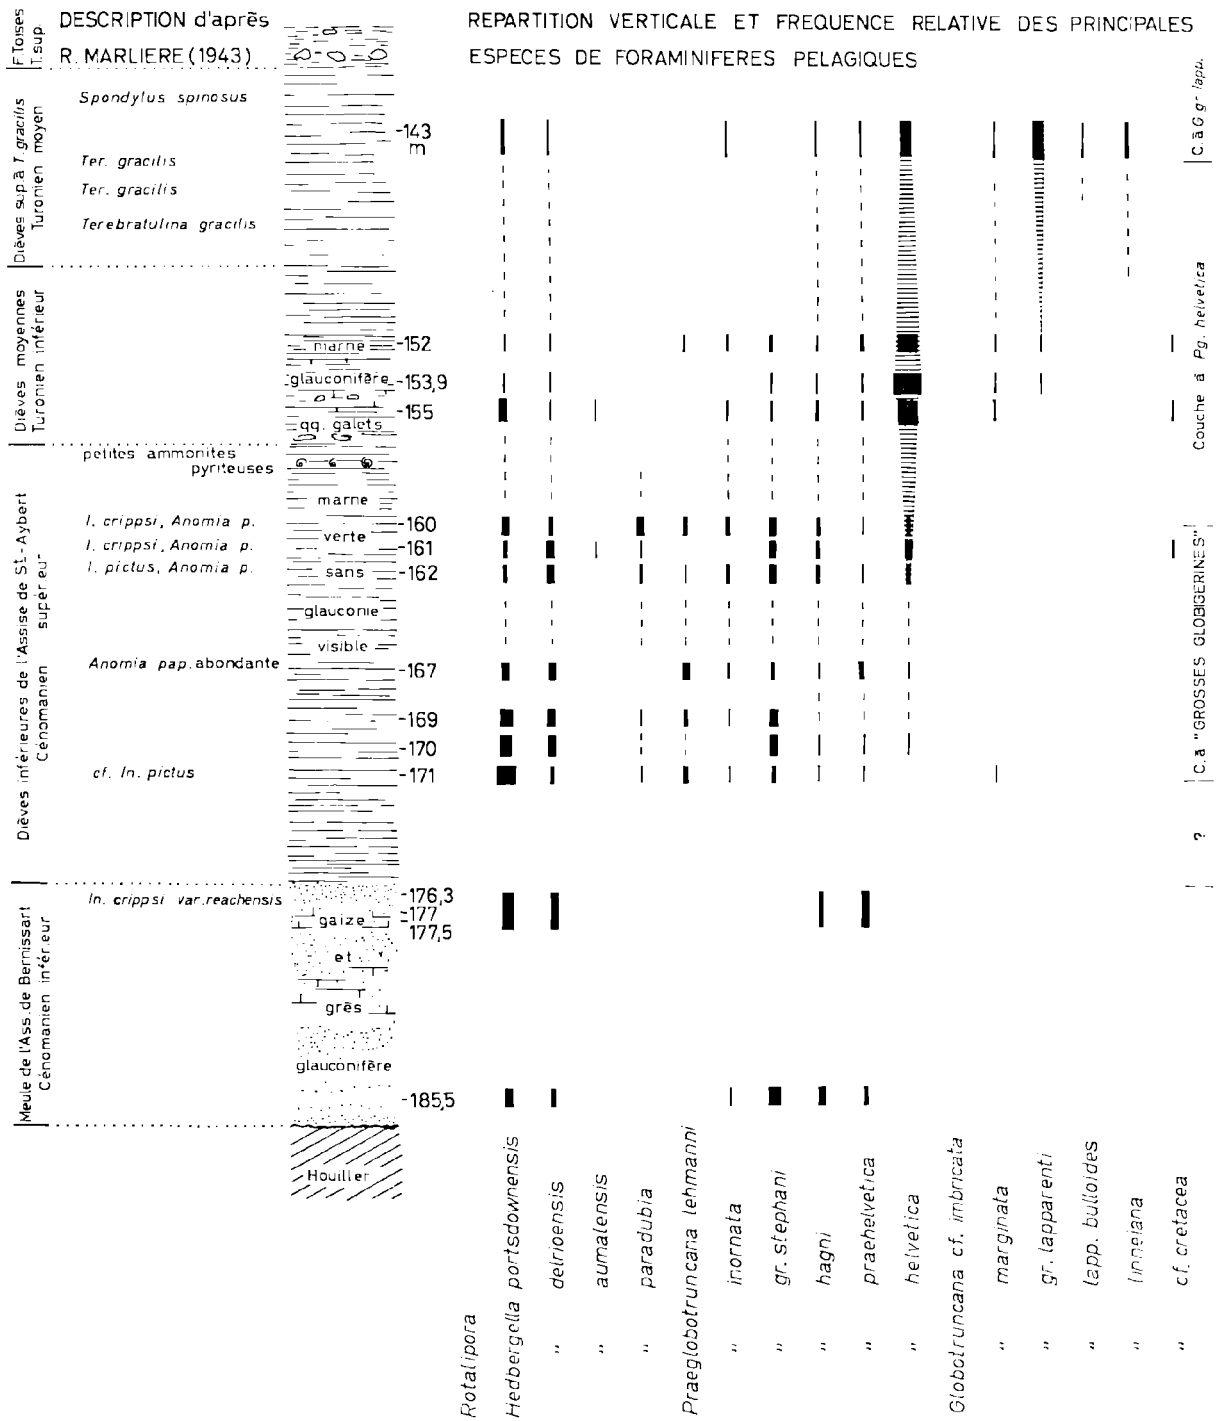 F. Toises
T. sup.
DESCRIPTION d'après
R. MARLIERE (1943)
REPARTITION VERTICALE ET FREQUENCE RELATIVE DES PRINCIPALES
ESPECES DE FORAMINIFERES PELAGIQUES
Dièves sup. à T. gracilis
Turonien moyen
Spondylus spinosus
Ter. gracilis
Ter. gracilis
Terebratulina gracilis
-143
m
C. à G gr lapp.
Dièves moyennes
Turonien inférieur
marne
-152
glauconifère
-153,9
-155
qq. galets
Couche à Pg. helvetica
Dièves inférieures de l'Assise de St-Aybert
Cénomanien supérieur
petites ammonites
pyriteuses
marne
I. crippsi, Anomia p.
-160
verte
I. crippsi, Anomia p.
-161
I. pictus, Anomia p.
sans
-162
glauconie
visible
Anomia pap. abondante
-167
-169
-170
cf. In. pictus
-171
C. à "GROSSES GLOBIGERINES"
?
Meule de l'Ass. de Bernissart
Cénomanien inférieur
In. crippsi var. reachensis
-176,3
-177
177,5
gaize
et
grès
glauconifère
-185,5
Houiller
Rotalipora
Hedbergella portsdownensis
" delrioensis
" aumalensis
" paradubia
Praeglobotruncana lehmanni
" inornata
" gr. stephani
" hagni
" praehelvetica
" helvetica
Globotruncana cf. imbricata
" marginata
" gr. lapparenti
" lapp. bulloides
" linneiana
" cf. cretacea